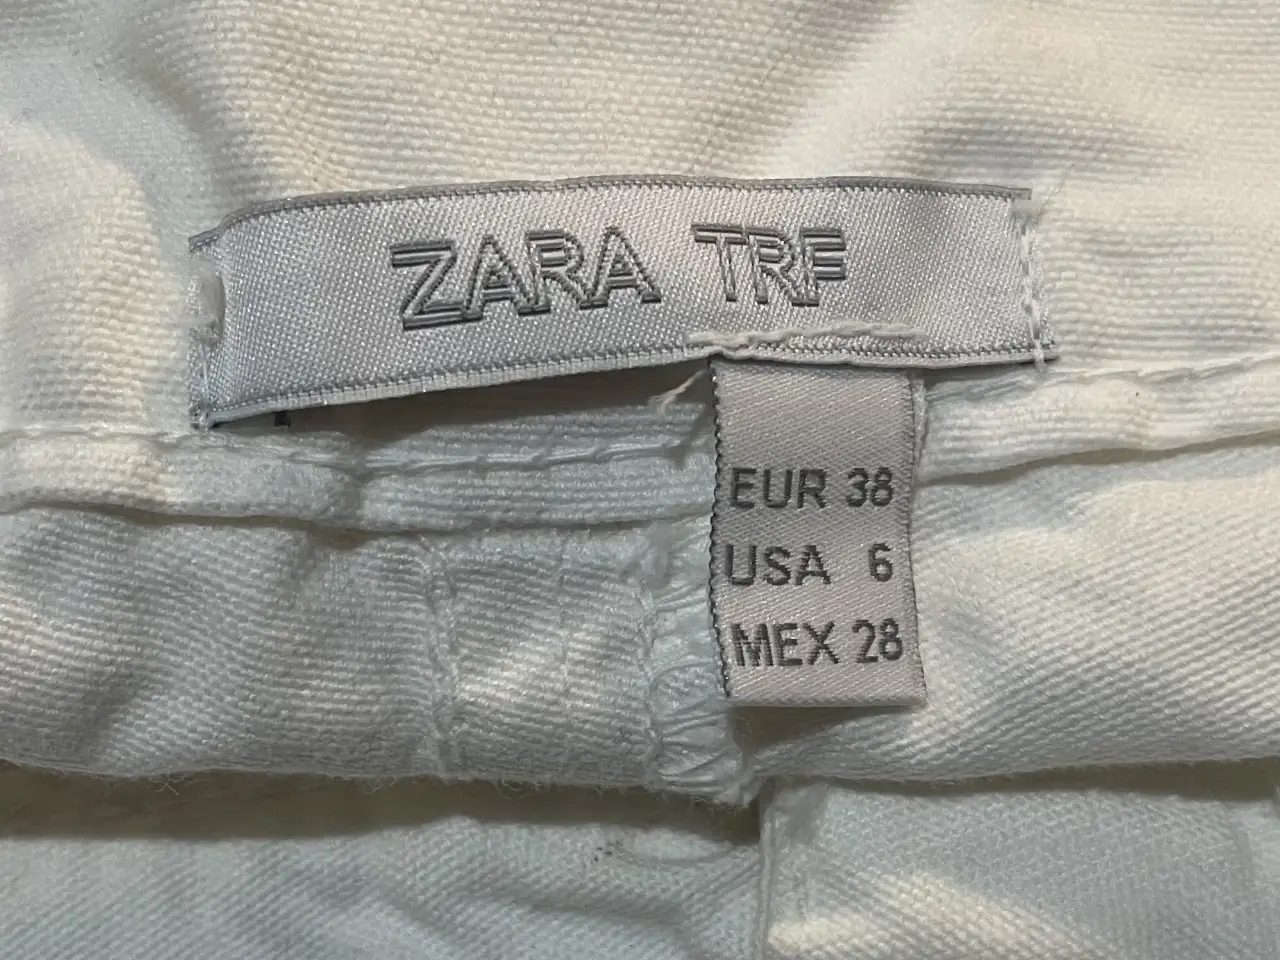 ZARA TRF
EUR 38
USA 6
MEX 28